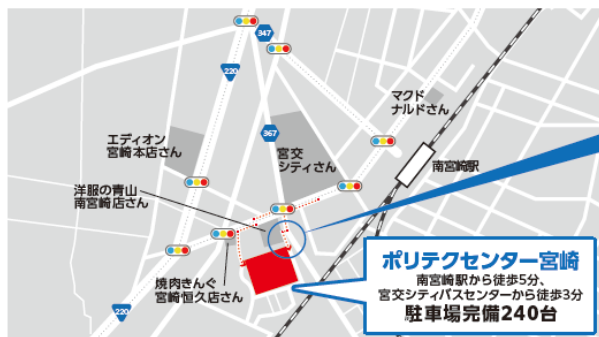 347
220
マクド
ナルドさん
367
エディオン
宮崎本店さん
宮交
シティさん
南宮崎駅
洋服の青山
南宮崎店さん
焼肉きんぐ
宮崎恒久店さん
220
ポリテクセンター宮崎
南宮崎駅から徒歩5分、
宮交シティバスセンターから徒歩3分
駐車場完備240台